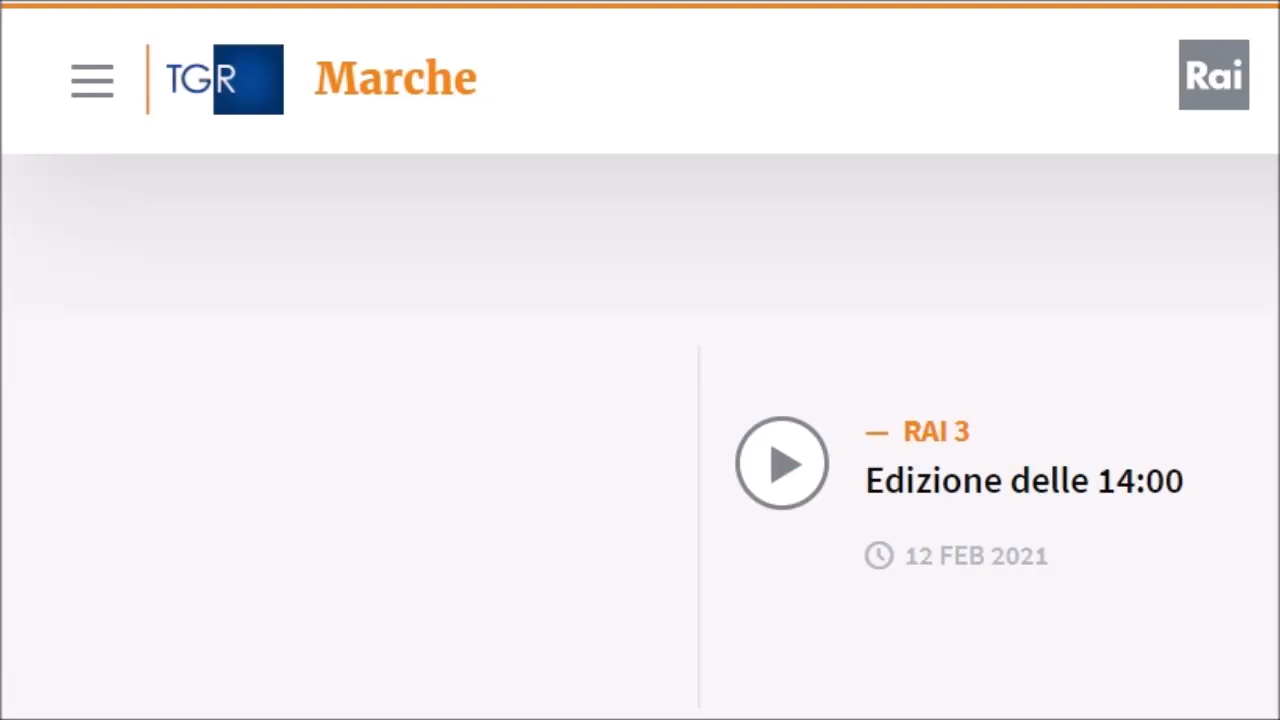 TGR Marche
Rai
— RAI 3
Edizione delle 14:00
12 FEB 2021